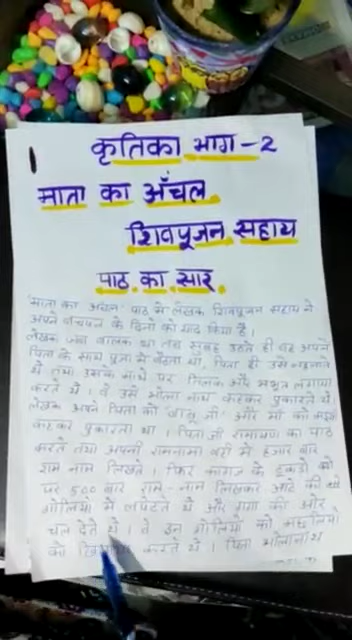 कृतिका भाग-2
माता का अँचल
शिवपूजन सहाय
पाठ का सार
'माता का अँचल' पाठ में लेखक शिवपूजन सहाय ने
अपने बचपन के दिनों को याद किया है।
लेखक जब बालक था तब सुबह उठते ही वह अपने
पिता के साथ पूजा में बैठता था, पिता ही उसे नहलाते
थे तथा उसके माथे पर तिलक और भभूत लगाया
करते थे। वे उसे भोला नाथ कहकर पुकारते थे
लेखक अपने पिता को 'बाबू जी' और माँ को मइया
कहकर पुकारता था। पिताजी रामायण का पाठ
करते तथा अपनी रामनामा बही में हजार बार
राम नाम लिखते। फिर कागज के टुकड़ों को
पर 500 बार राम-नाम लिखकर आटे की
गोलियों में लपेटते थे और गंगा की ओर
चल देते थे। वे उन गोलियों को मछलियों
को करते थे। पिता भोलानाथ